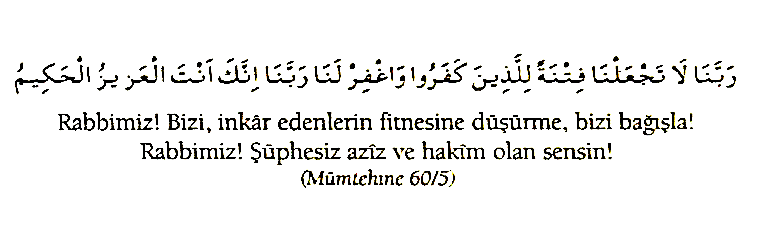 رَبَّنَا لَا تَجْعَلْنَا فِتْنَةً لِلَّذِينَ كَفَرُوا وَاغْفِرْ لَنَا رَبَّنَا اِنَّكَ اَنْتَ الْعَزِيزُ الْحَكِيمُ
Rabbimiz! Bizi, inkâr edenlerin fitnesine düşürme, bizi bağışla!
Rabbimiz! Şüphesiz azîz ve hakîm olan sensin!
(Mümtehıne 60/5)